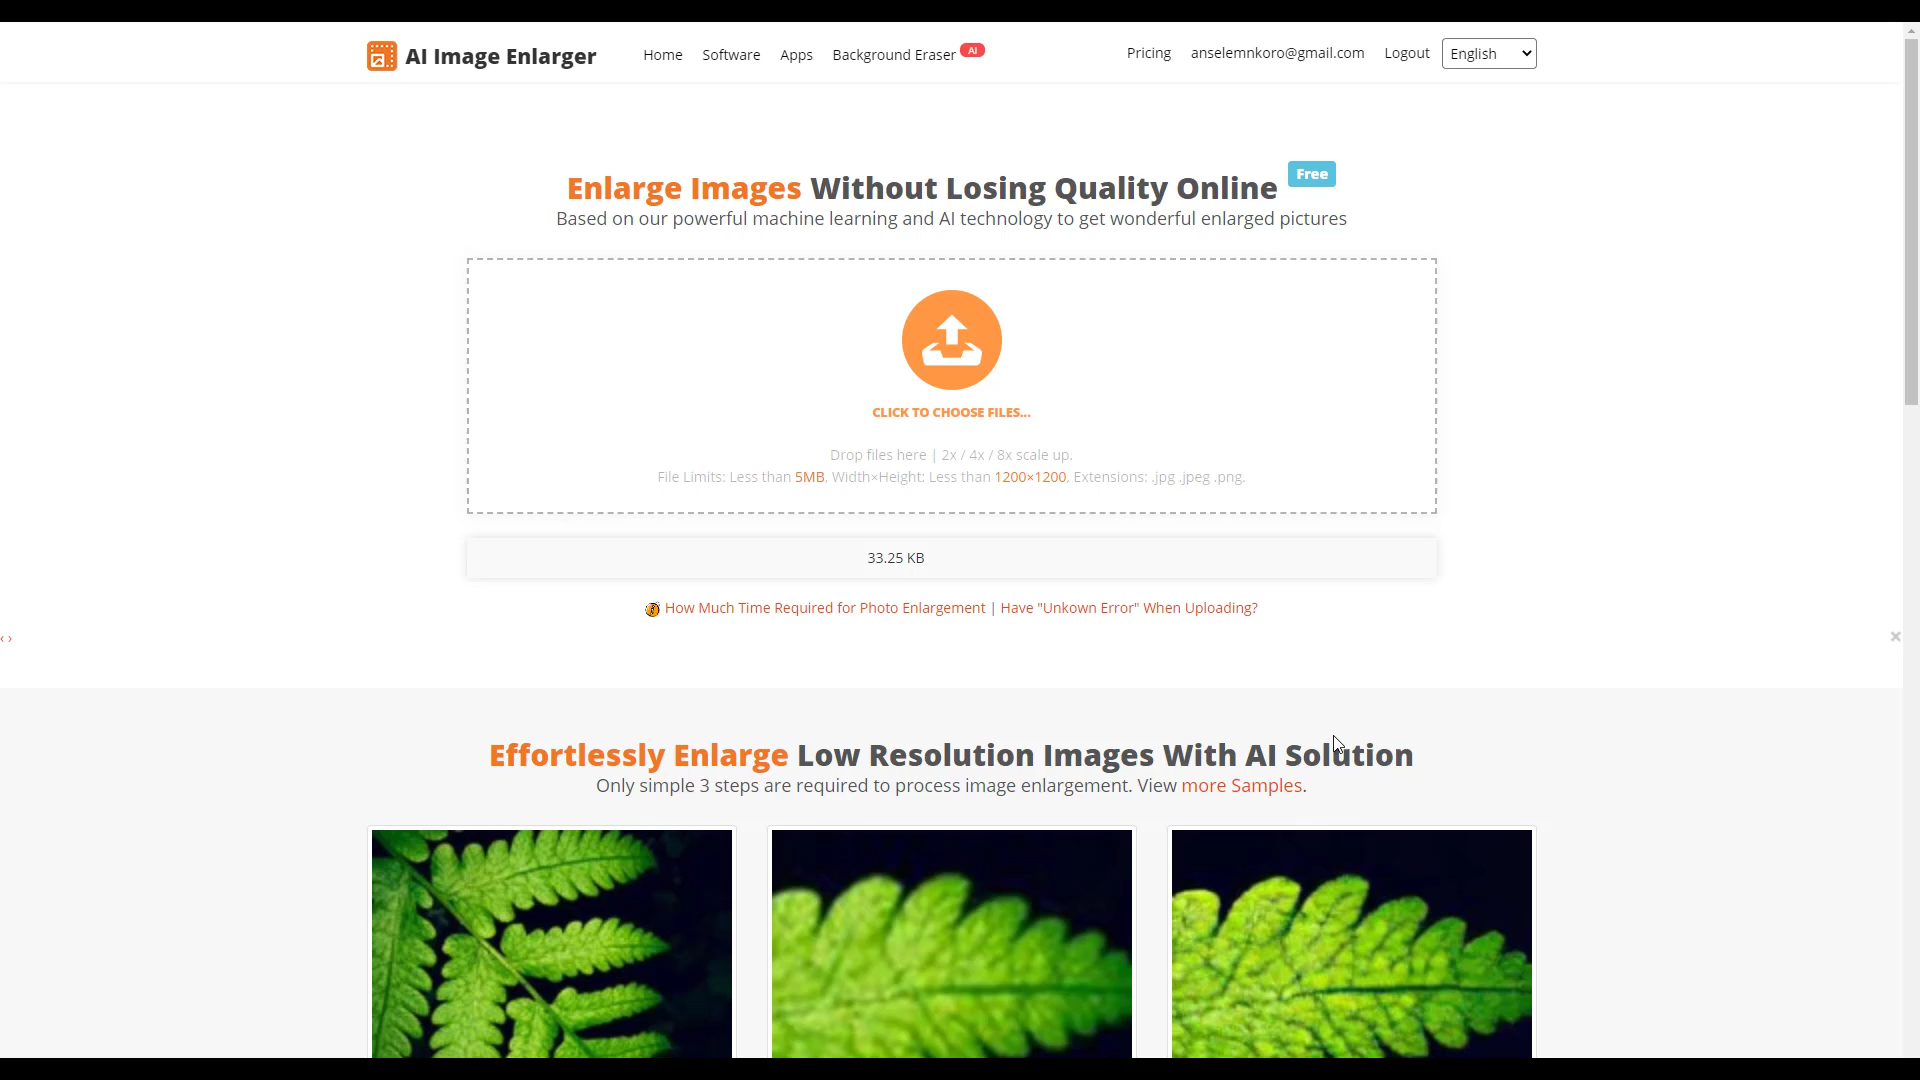 AI Image Enlarger
Home Software Apps Background Eraser AI
Pricing anselemnkoro@gmail.com Logout English
Enlarge Images Without Losing Quality Online Free
Based on our powerful machine learning and AI technology to get wonderful enlarged pictures
CLICK TO CHOOSE FILES...
Drop files here | 2x / 4x / 8x scale up.
File Limits: Less than 5MB, Width×Height: Less than 1200×1200, Extensions: .jpg .jpeg .png.
33.25 KB
How Much Time Required for Photo Enlargement | Have "Unkown Error" When Uploading?
‹ › ×
Effortlessly Enlarge Low Resolution Images With AI Solution
Only simple 3 steps are required to process image enlargement. View more Samples.